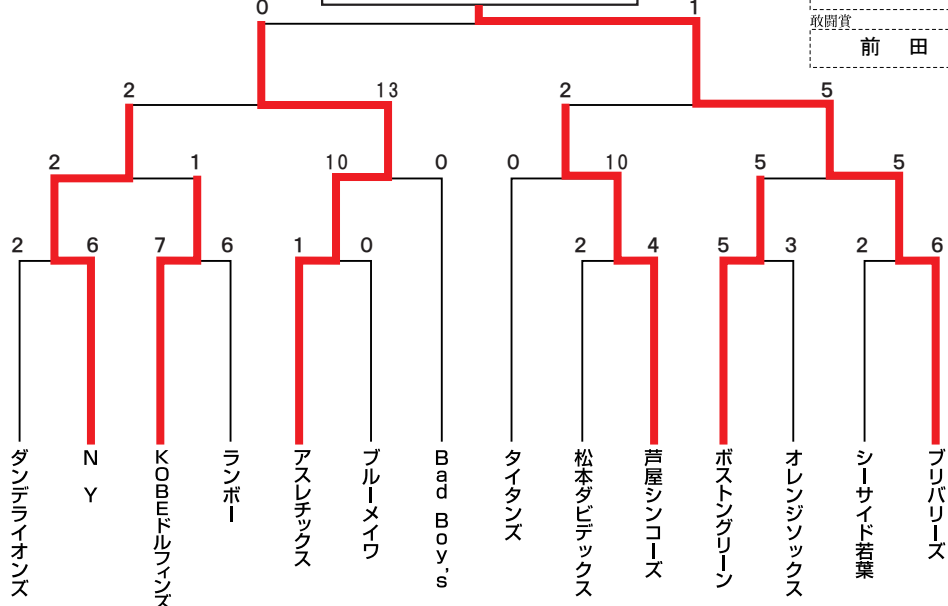 0 1
敢闘賞
前 田
2 13 2 5
2 1 10 0 0 10 5 5
2 6 7 6 1 0 2 4 5 3 2 6
ダンデライオンズ
N Y
KOBEドルフィンズ
ランボー
アスレチックス
ブルーメイワ
Bad Boy's
タイタンズ
松本ダビデックス
芦屋シンコーズ
ボストングリーン
オレンジソックス
シーサイド若葉
ブリバリーズ